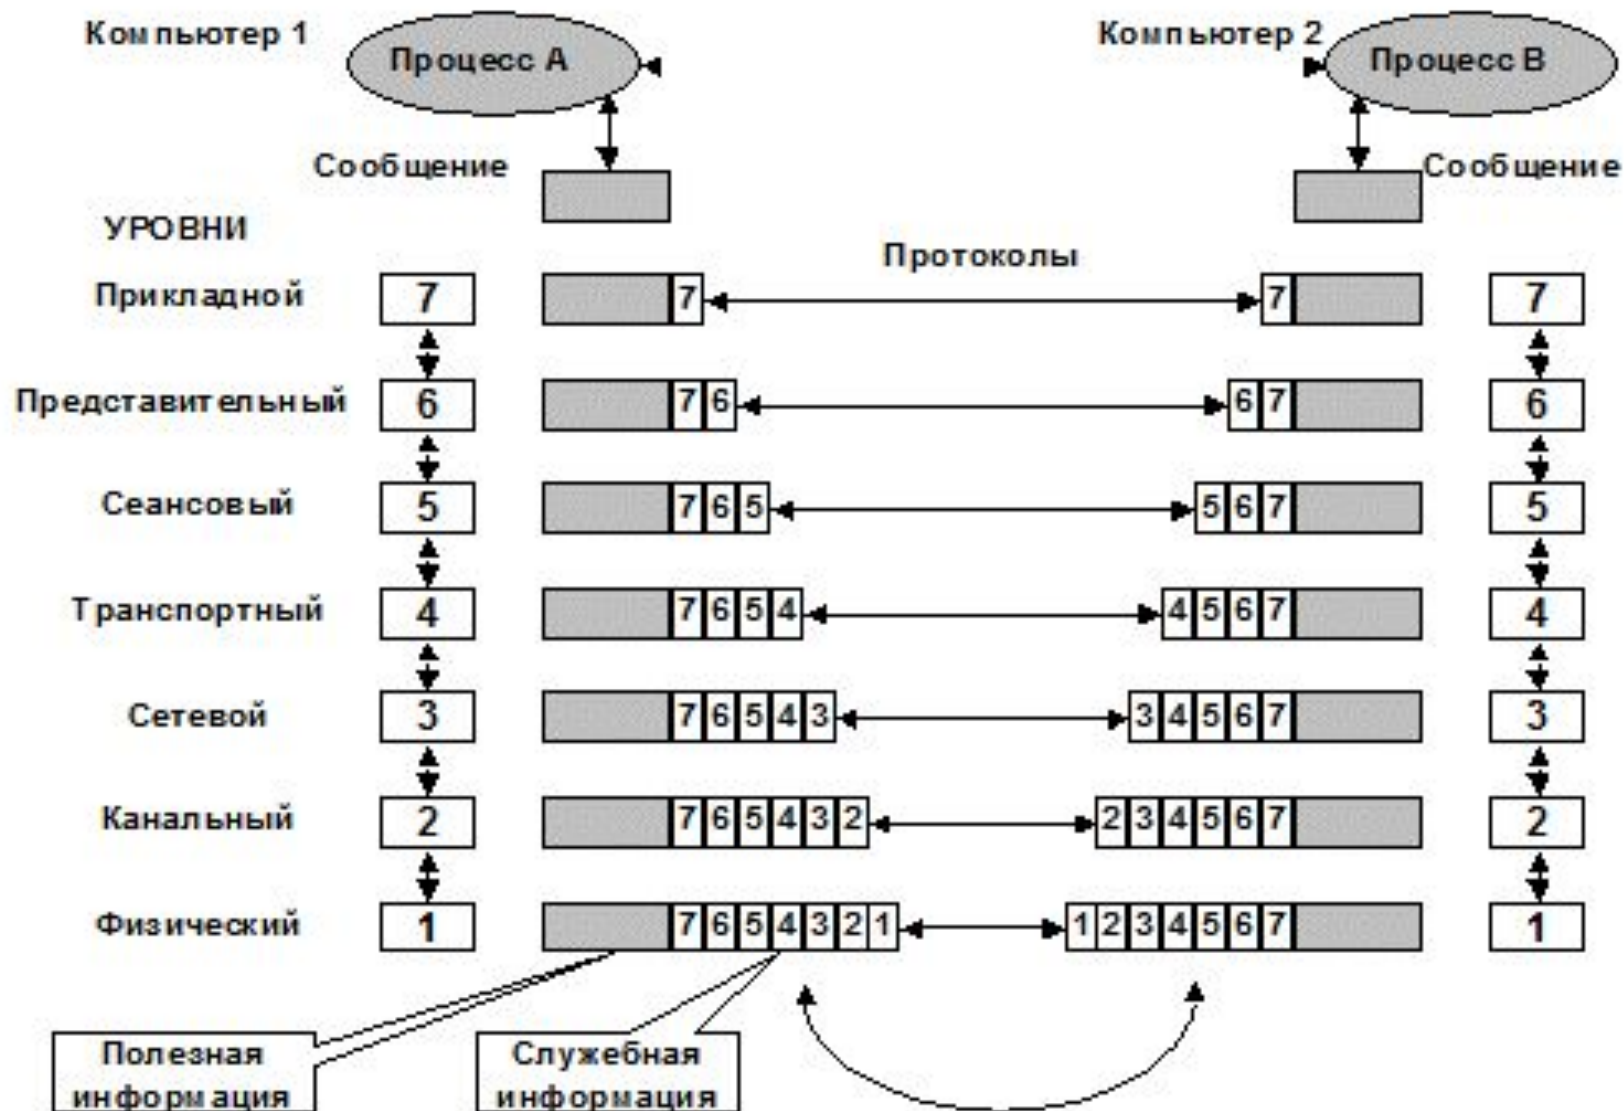 Компьютер 1
Процесс А
Компьютер 2
Процесс В
Сообщение
Сообщение
УРОВНИ
Протоколы
Прикладной 7 7 7 7
Представительный 6 7 6 6 7 6
Сеансовый 5 7 6 5 5 6 7 5
Транспортный 4 7 6 5 4 4 5 6 7 4
Сетевой 3 7 6 5 4 3 3 4 5 6 7 3
Канальный 2 7 6 5 4 3 2 2 3 4 5 6 7 2
Физический 1 7 6 5 4 3 2 1 1 2 3 4 5 6 7 1
Полезная
информация
Служебная
информация